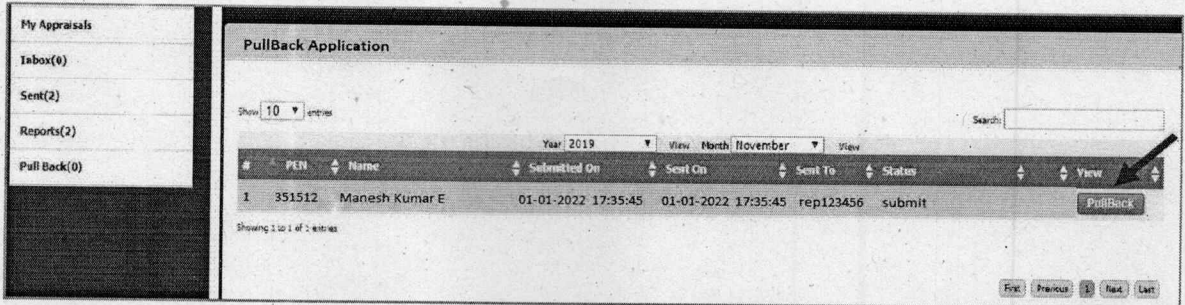 My Appraisals
Inbox(0)
Sent(2)
Reports(2)
Pull Back(0)
PullBack Application
Show 10 entries
Search:
Year 2019 View Month November View
# PEN Name Submitted On Sent On Sent To Status View
1 351512 Manesh Kumar E 01-01-2022 17:35:45 01-01-2022 17:35:45 rep123456 submit PullBack
Showing 1 to 1 of 1 entries
First Previous 1 Next Last